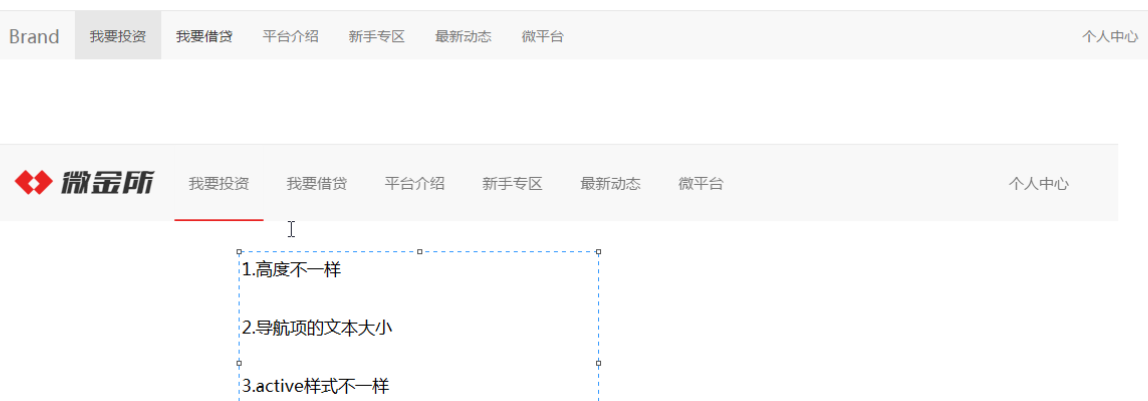 Brand 我要投资 我要借贷 平台介绍 新手专区 最新动态 微平台 个人中心
微金所 我要投资 我要借贷 平台介绍 新手专区 最新动态 微平台 个人中心
1.高度不一样
2.导航项的文本大小
3.active样式不一样